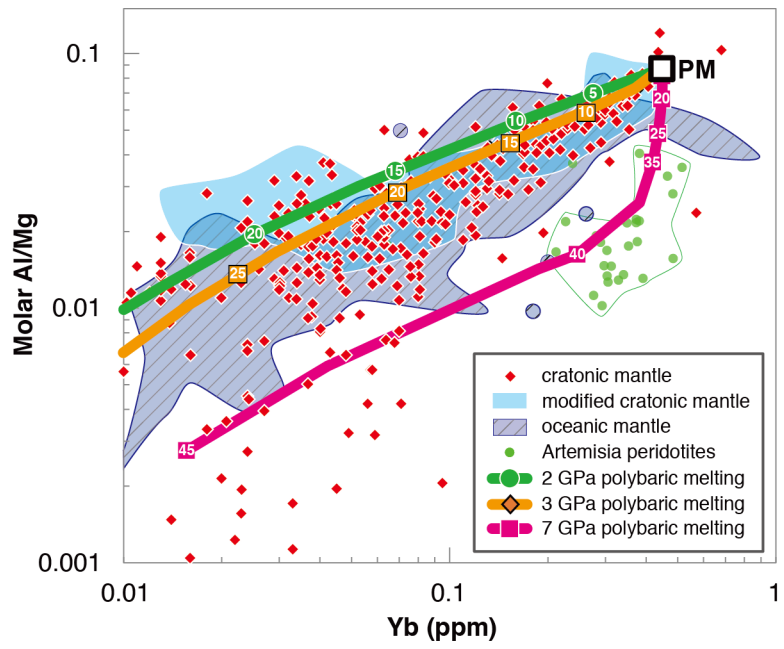 0.1
0.01
0.001
Molar Al/Mg
0.01
0.1
1
Yb (ppm)
PM
5
10
15
20
10
15
20
25
20
25
35
40
45
cratonic mantle
modified cratonic mantle
oceanic mantle
Artemisia peridotites
2 GPa polybaric melting
3 GPa polybaric melting
7 GPa polybaric melting